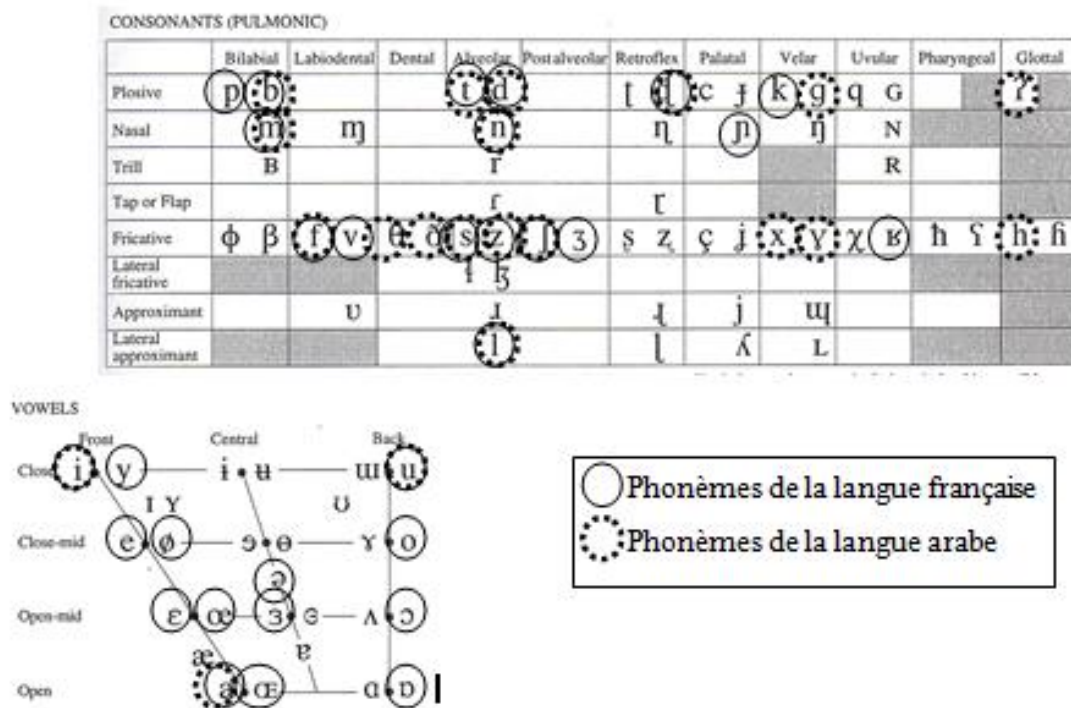 CONSONANTS (PULMONIC)
Bilabial Labiodental Dental Alveolar Postalveolar Retroflex Palatal Velar Uvular Pharyngeal Glottal
Plosive p b t d ʈ ɖ c ɟ k ɡ q ɢ ʔ
Nasal m ɱ n ɳ ɲ ŋ ɴ
Trill ʙ r ʀ
Tap or Flap ɾ ɽ
Fricative ɸ β f v θ ð s z ʃ ʒ ʂ ʐ ç ʝ x ɣ χ ʁ ħ ʕ h ɦ
Lateral fricative ɬ ɮ
Approximant ʋ ɹ ɻ j ɰ
Lateral approximant l ɭ ʎ ʟ
VOWELS
Front Central Back
Close i y ɨ ʉ ɯ u
I Y ʊ
Close-mid e ø ɘ ɵ ɤ o
ə
Open-mid ɛ œ ɜ ɞ ʌ ɔ
æ ɐ
Open a ɶ ɑ ɒ
Phonèmes de la langue française
Phonèmes de la langue arabe